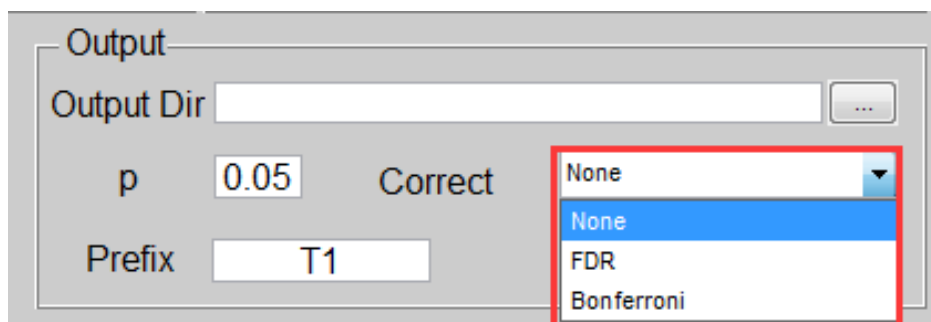 Output
Output Dir
...
p
0.05
Correct
None
None
FDR
Bonferroni
Prefix
T1